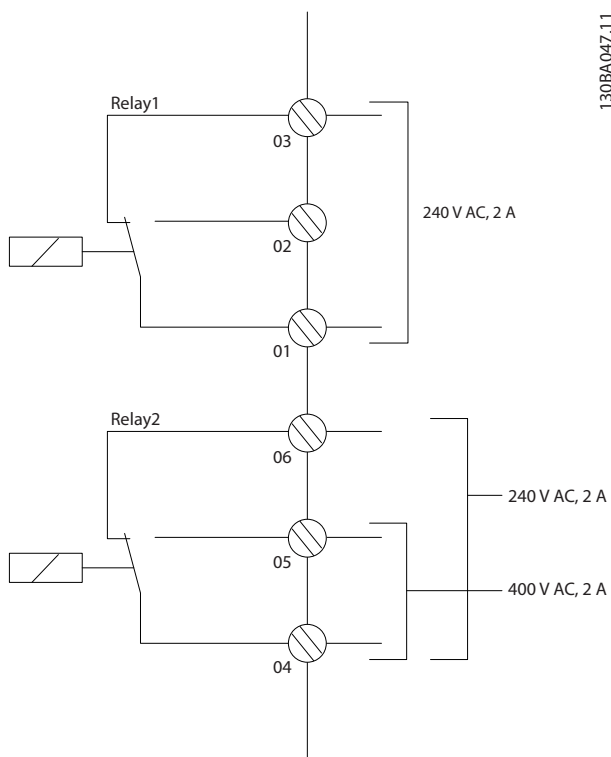 130BA047.11
Relay1
03
240 V AC, 2 A
02
01
Relay2
06
240 V AC, 2 A
05
400 V AC, 2 A
04